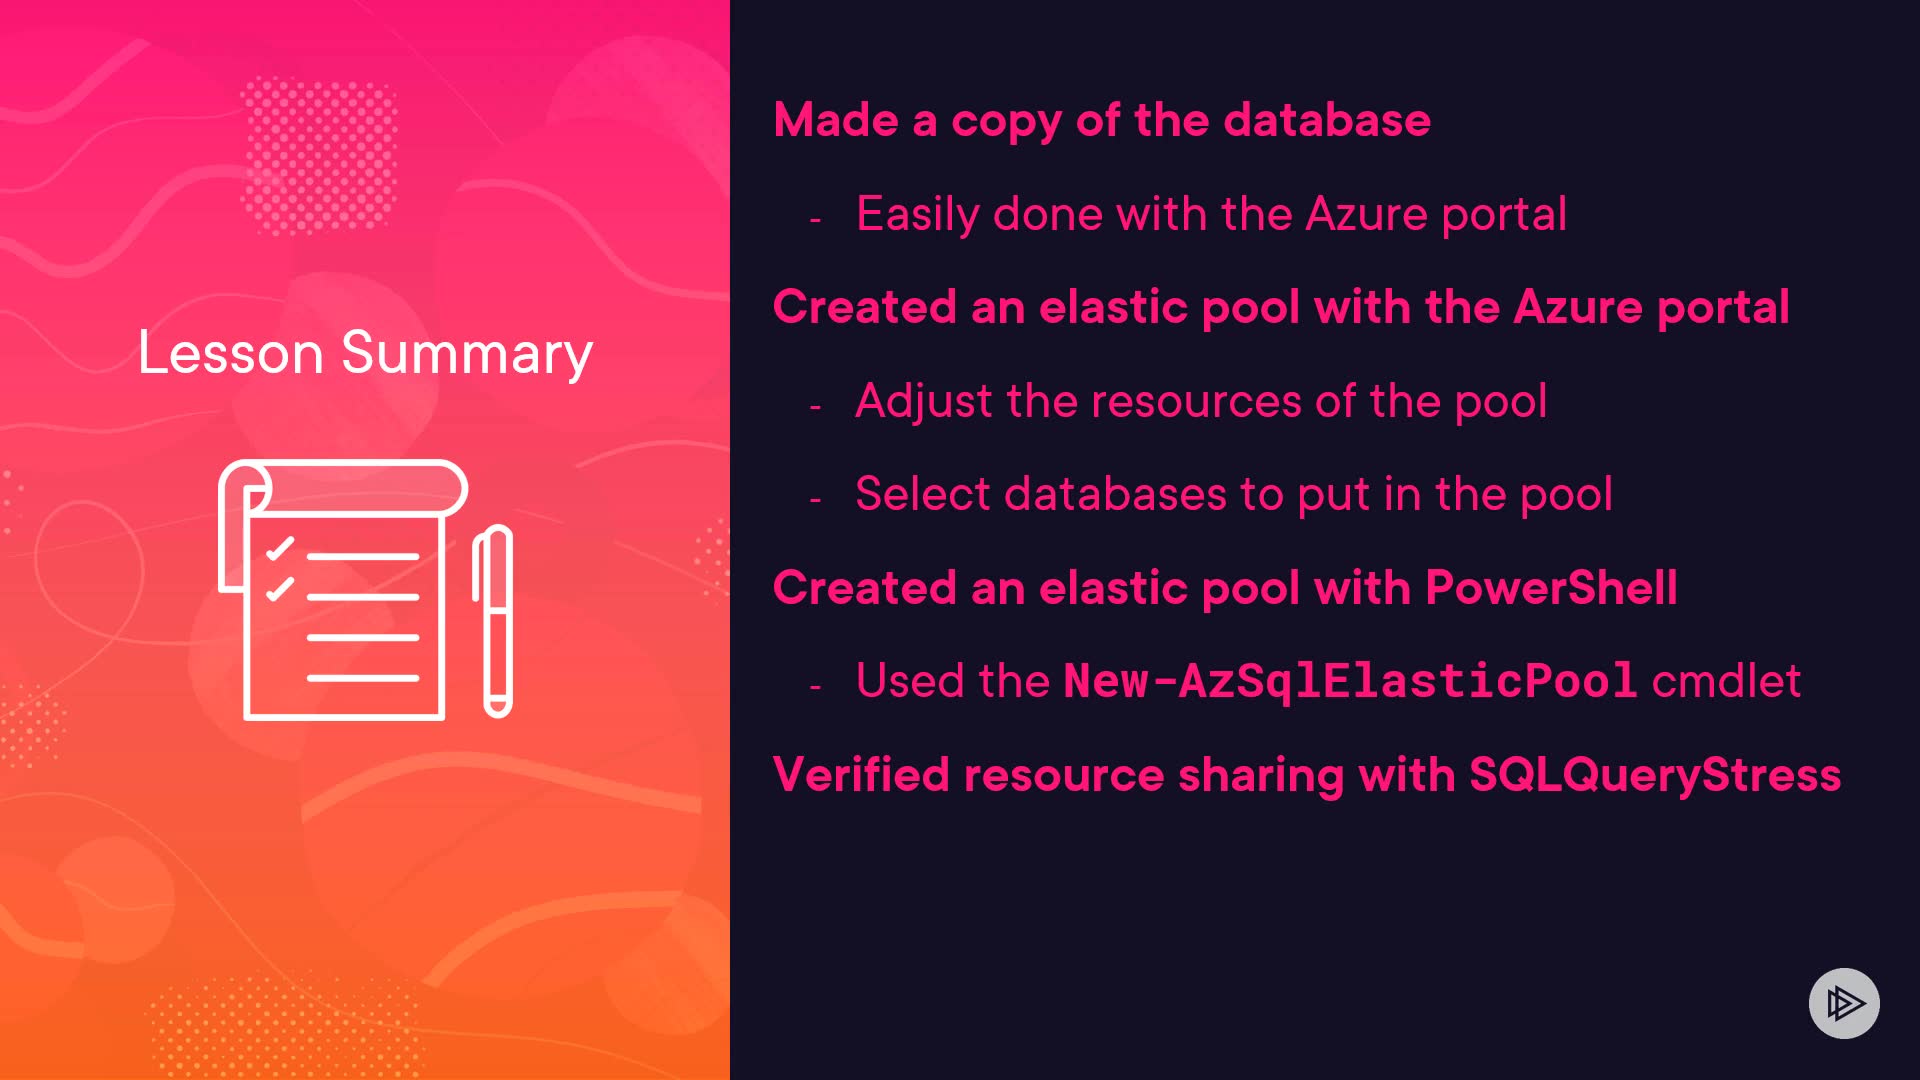 Lesson Summary
Made a copy of the database
- Easily done with the Azure portal
Created an elastic pool with the Azure portal
- Adjust the resources of the pool
- Select databases to put in the pool
Created an elastic pool with PowerShell
- Used the New-AzSqlElasticPool cmdlet
Verified resource sharing with SQLQueryStress